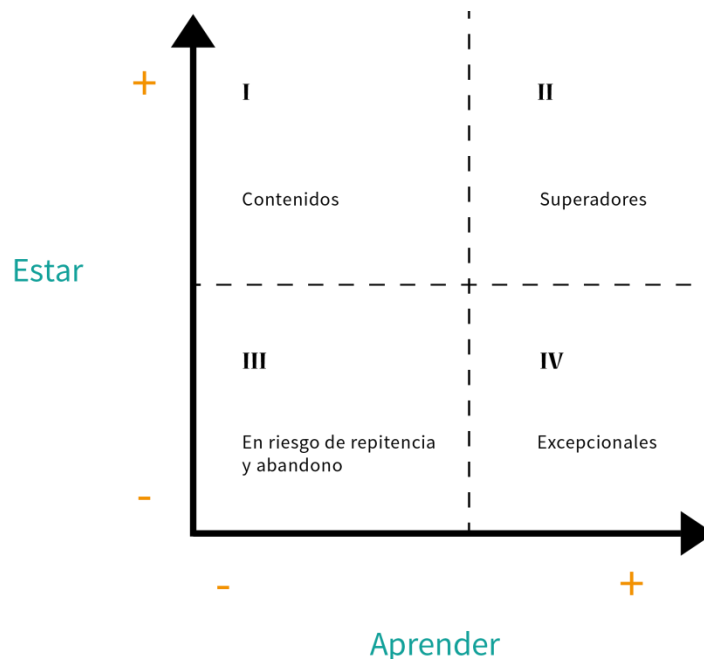 +
I
II
Contenidos
Superadores
Estar
III
IV
En riesgo de repitencia
y abandono
Excepcionales
-
-
+
Aprender